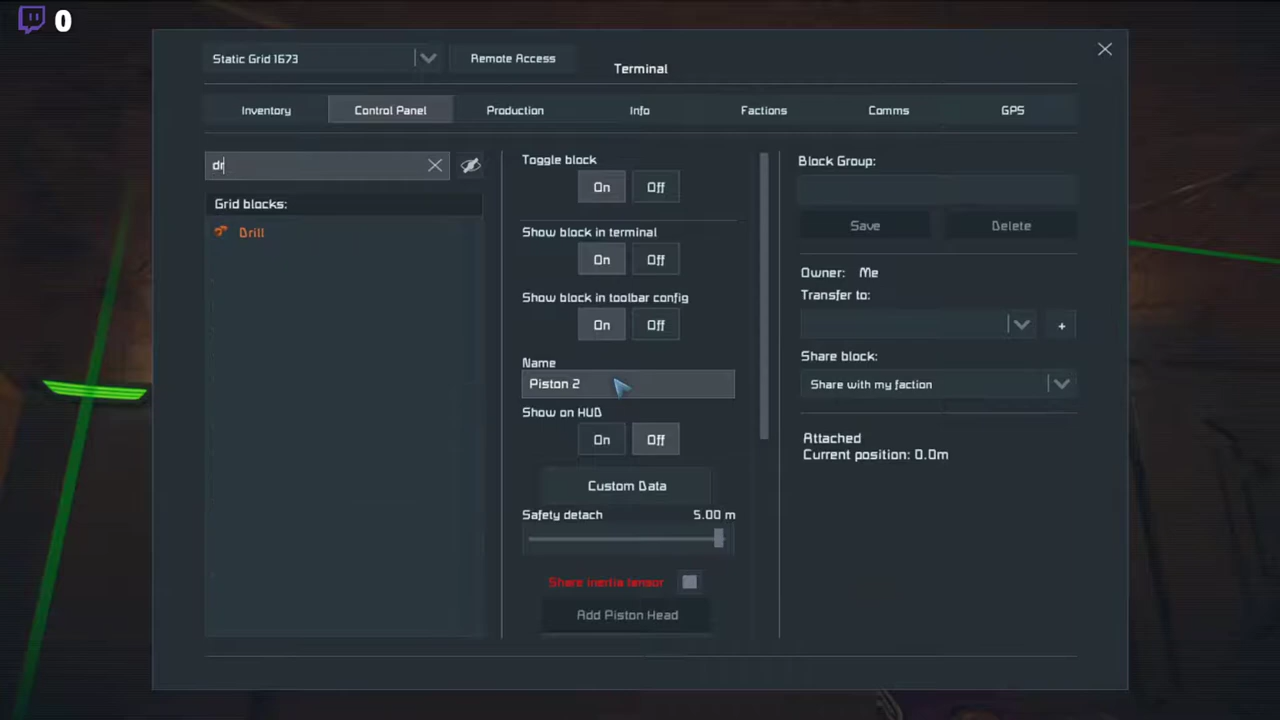 0
Static Grid 1673
Remote Access
Terminal
Inventory
Control Panel
Production
Info
Factions
Comms
GPS
dr
Grid blocks:
Drill
Toggle block
On
Off
Show block in terminal
On
Off
Show block in toolbar config
On
Off
Name
Piston 2
Show on HUD
On
Off
Custom Data
Safety detach
5.00 m
Share inertia tensor
Add Piston Head
Block Group:
Save
Delete
Owner: Me
Transfer to:
+
Share block:
Share with my faction
Attached
Current position: 0.0m